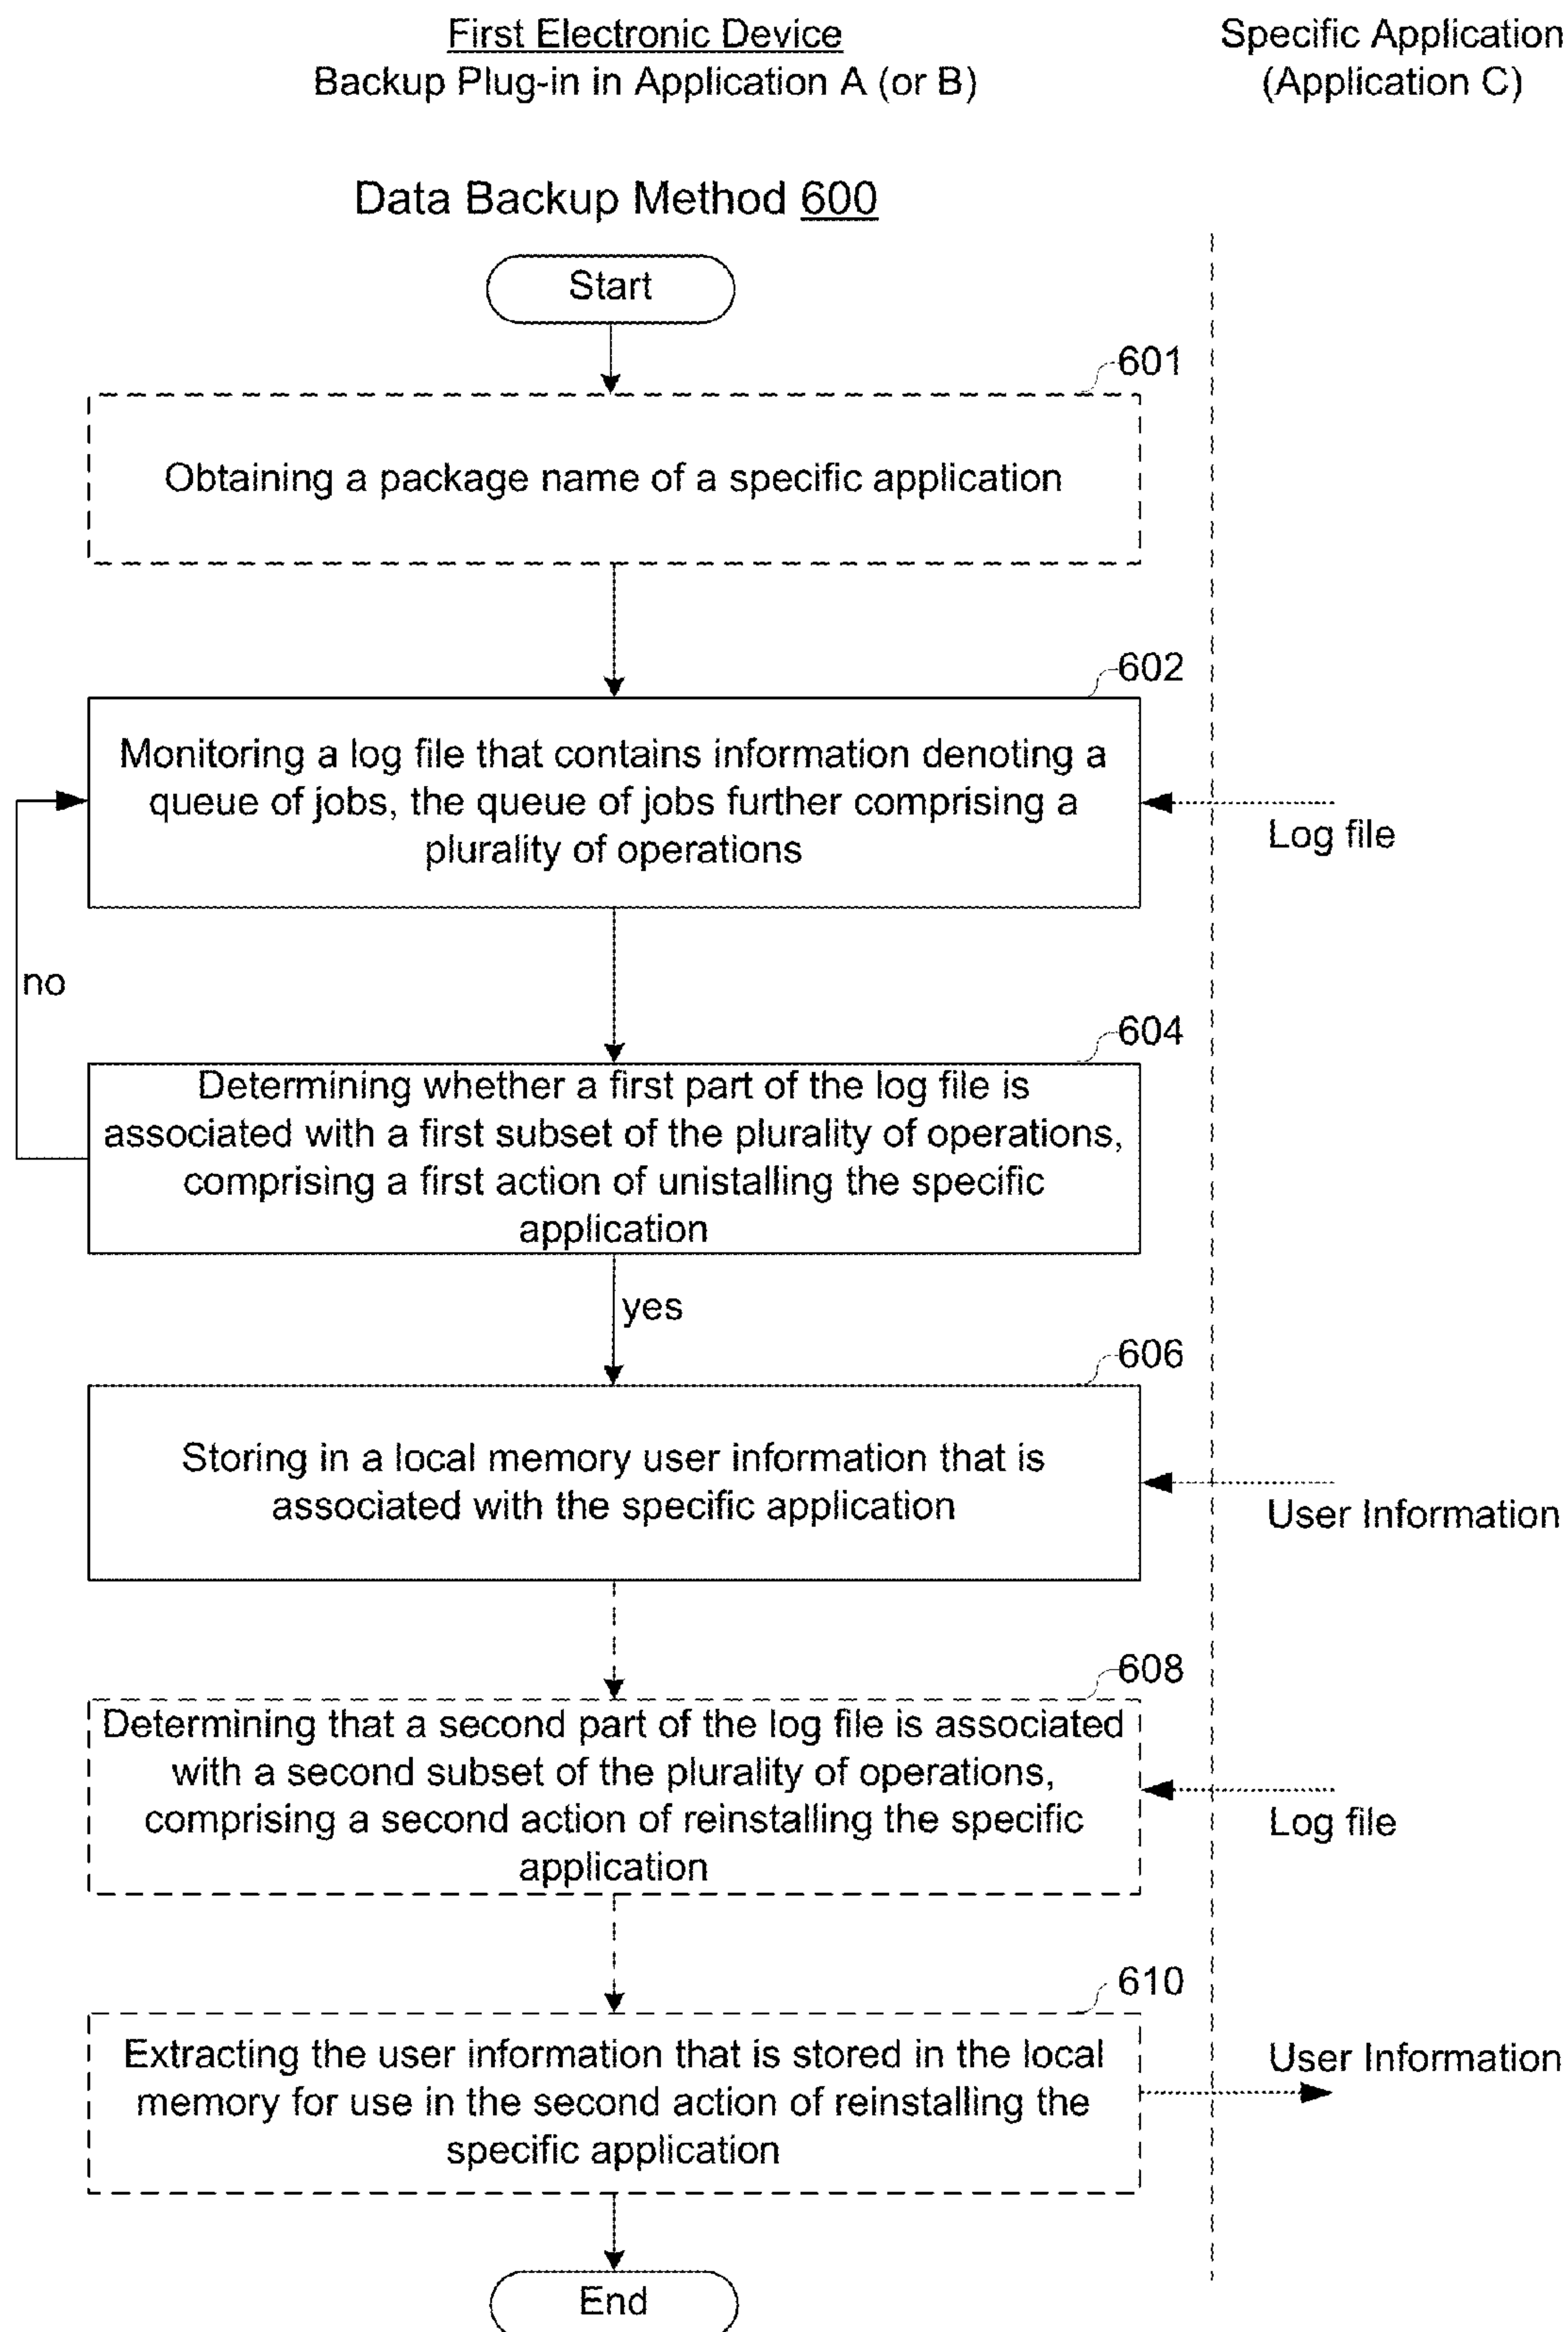 First Electronic Device
Backup Plug-in in Application A (or B)
Specific Application
(Application C)
Data Backup Method 600
Start
601
Obtaining a package name of a specific application
602
Monitoring a log file that contains information denoting a
queue of jobs, the queue of jobs further comprising a
plurality of operations
Log file
no
604
Determining whether a first part of the log file is
associated with a first subset of the plurality of operations,
comprising a first action of unistalling the specific
application
yes
606
Storing in a local memory user information that is
associated with the specific application
User Information
608
Determining that a second part of the log file is associated
with a second subset of the plurality of operations,
comprising a second action of reinstalling the specific
application
Log file
610
Extracting the user information that is stored in the local
memory for use in the second action of reinstalling the
specific application
User Information
End